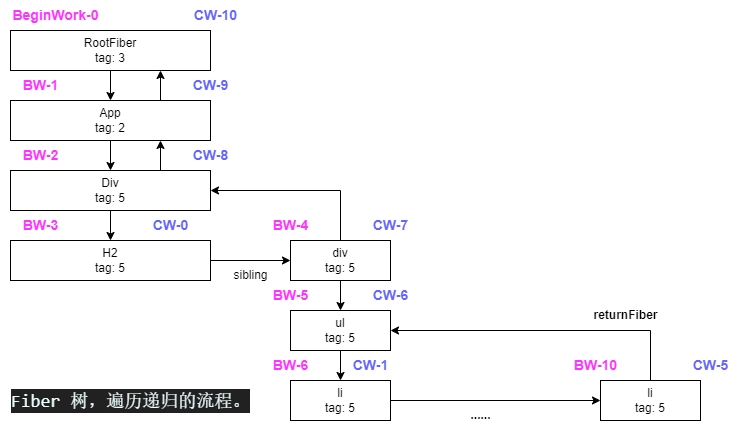 BeginWork-0
CW-10
RootFiber
tag: 3
BW-1
CW-9
App
tag: 2
BW-2
CW-8
Div
tag: 5
BW-3
CW-0
BW-4
CW-7
H2
tag: 5
sibling
div
tag: 5
BW-5
CW-6
ul
tag: 5
returnFiber
BW-6
CW-1
BW-10
CW-5
li
tag: 5
......
li
tag: 5
Fiber 树，遍历递归的流程。